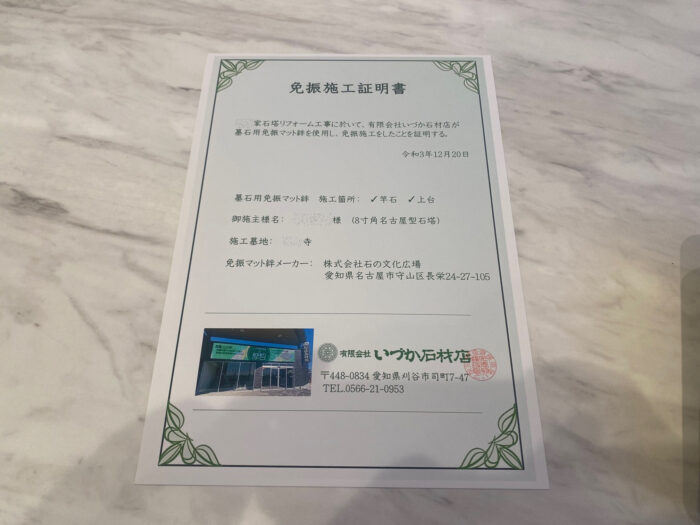 免振施工証明書
家石塔リフォーム工事に於いて、有限会社いづか石材店が
墓石用免振マット絆を使用し、免振施工をしたことを証明する。
令和3年12月20日
墓石用免振マット絆 施工箇所： ✓竿石 ✓上台
御施主様名： 様 (8寸角名古屋型石塔)
施工墓地： 寺
免振マット絆メーカー： 株式会社石の文化広場
愛知県名古屋市守山区長栄24-27-105
有限会社 いづか石材店
〒448-0834 愛知県刈谷市司町7-47
TEL.0566-21-0953